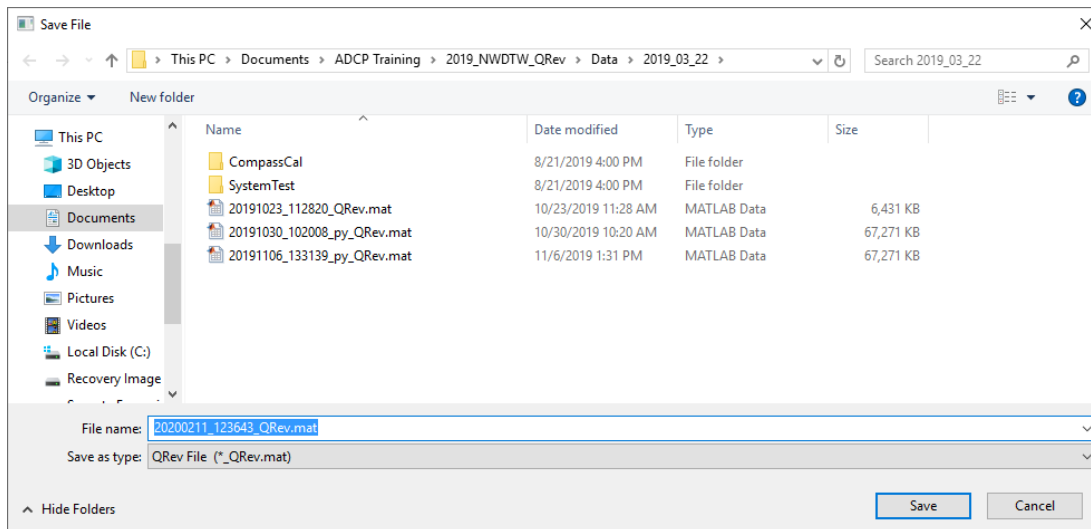 Save File
This PC > Documents > ADCP Training > 2019_NWDTW_QRev > Data > 2019_03_22 >
Search 2019_03_22
Organize
New folder
Name
Date modified
Type
Size
This PC
3D Objects
Desktop
Documents
Downloads
Music
Pictures
Videos
Local Disk (C:)
Recovery Image
CompassCal 8/21/2019 4:00 PM File folder
SystemTest 8/21/2019 4:00 PM File folder
20191023_112820_QRev.mat 10/23/2019 11:28 AM MATLAB Data 6,431 KB
20191030_102008_py_QRev.mat 10/30/2019 10:20 AM MATLAB Data 67,271 KB
20191106_133139_py_QRev.mat 11/6/2019 1:31 PM MATLAB Data 67,271 KB
File name: 20200211_123643_QRev.mat
Save as type: QRev File (*_QRev.mat)
Hide Folders
Save
Cancel